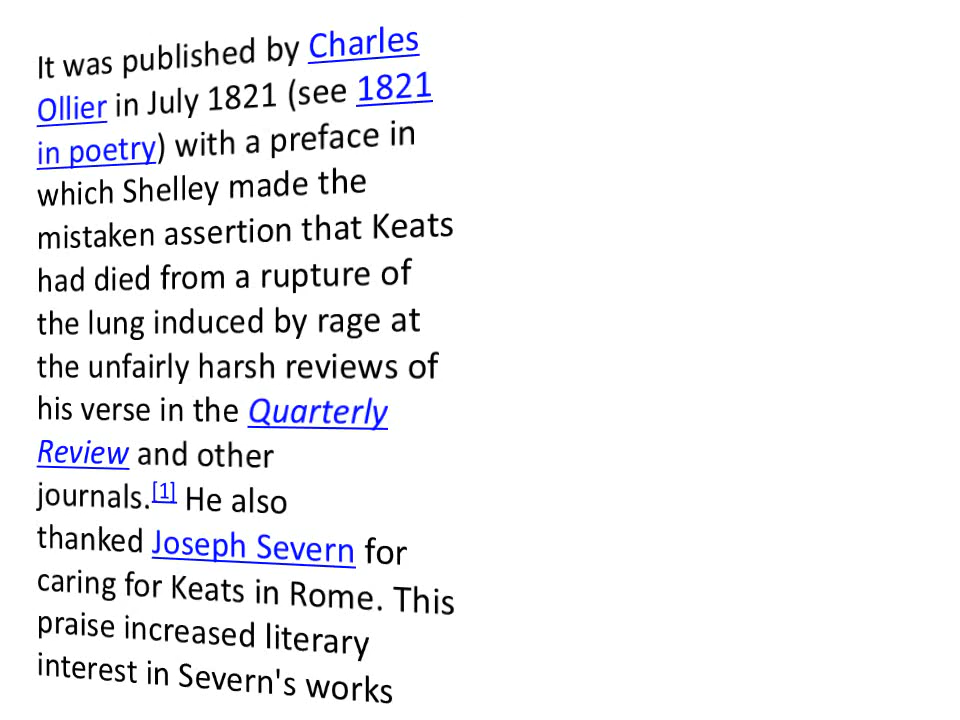 It was published by Charles
Ollier in July 1821 (see 1821
in poetry) with a preface in
which Shelley made the
mistaken assertion that Keats
had died from a rupture of
the lung induced by rage at
the unfairly harsh reviews of
his verse in the Quarterly
Review and other
journals.[1] He also
thanked Joseph Severn for
caring for Keats in Rome. This
praise increased literary
interest in Severn's works